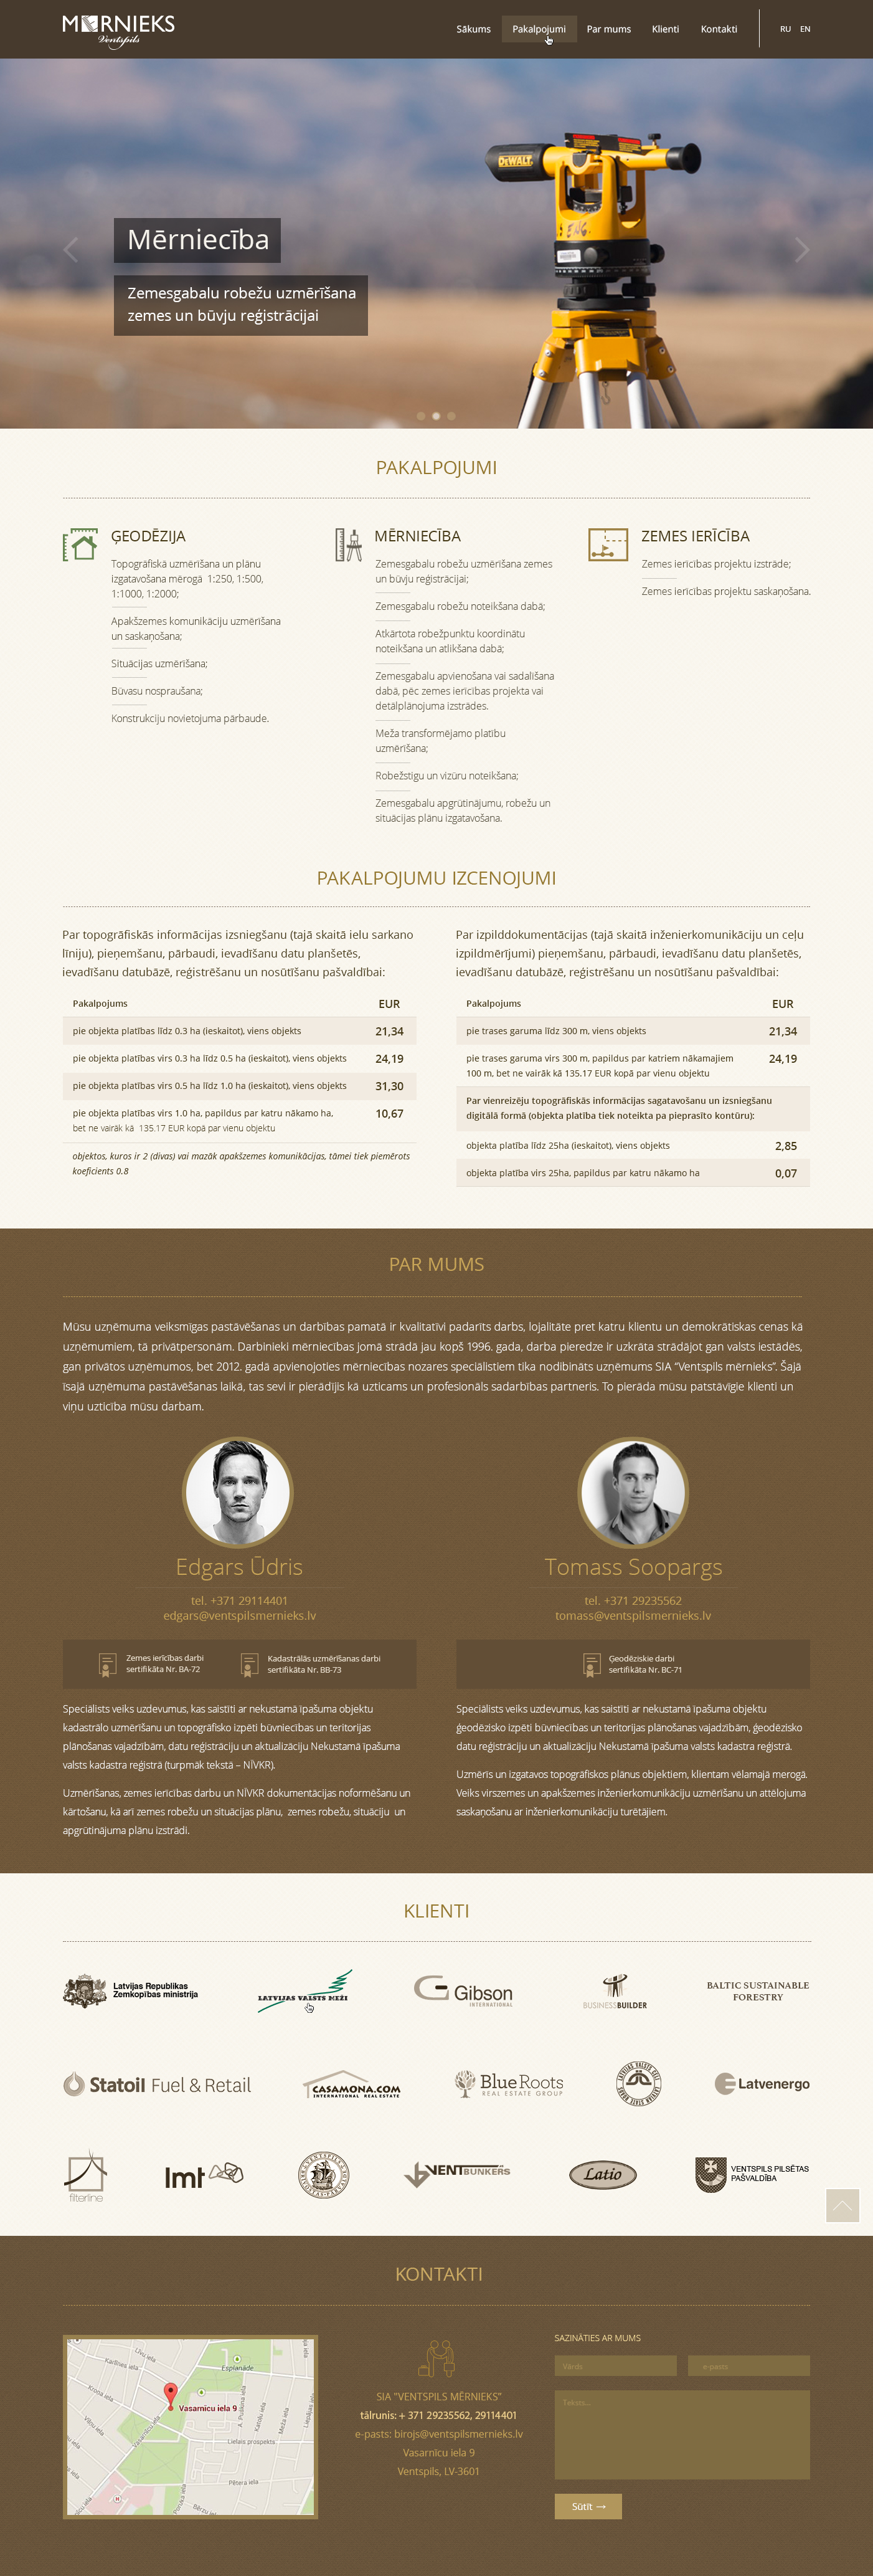 MĒRNIEKS
Ventspils
Sākums Pakalpojumi Par mums Klienti Kontakti RU EN
DEWALT
ENG.
Mērniecība
Zemesgabalu robežu uzmērīšana
zemes un būvju reģistrācijai
PAKALPOJUMI
ĢEODĒZIJA
Topogrāfiskā uzmērīšana un plānu
izgatavošana mērogā 1:250, 1:500,
1:1000, 1:2000;
Apakšzemes komunikāciju uzmērīšana
un saskaņošana;
Situācijas uzmērīšana;
Būvasu nospraušana;
Konstrukciju novietojuma pārbaude.
MĒRNIECĪBA
Zemesgabalu robežu uzmērīšana zemes
un būvju reģistrācijai;
Zemesgabalu robežu noteikšana dabā;
Atkārtota robežpunktu koordinātu
noteikšana un atlikšana dabā;
Zemesgabalu apvienošana vai sadalīšana
dabā, pēc zemes ierīcības projekta vai
detālplānojuma izstrādes.
Meža transformējamo platību
uzmērīšana;
Robežstigu un vizūru noteikšana;
Zemesgabalu apgrūtinājumu, robežu un
situācijas plānu izgatavošana.
ZEMES IERĪCĪBA
Zemes ierīcības projektu izstrāde;
Zemes ierīcības projektu saskaņošana.
PAKALPOJUMU IZCENOJUMI
Par topogrāfiskās informācijas izsniegšanu (tajā skaitā ielu sarkano
līniju), pieņemšanu, pārbaudi, ievadīšanu datu planšetēs,
ievadīšanu datubāzē, reģistrēšanu un nosūtīšanu pašvaldībai:
Pakalpojums EUR
pie objekta platības līdz 0.3 ha (ieskaitot), viens objekts 21,34
pie objekta platības virs 0.3 ha līdz 0.5 ha (ieskaitot), viens objekts 24,19
pie objekta platības virs 0.5 ha līdz 1.0 ha (ieskaitot), viens objekts 31,30
pie objekta platības virs 1.0 ha, papildus par katru nākamo ha, 10,67
bet ne vairāk kā 135.17 EUR kopā par vienu objektu
objektos, kuros ir 2 (divas) vai mazāk apakšzemes komunikācijas, tāmei tiek piemērots
koeficients 0.8
Par izpilddokumentācijas (tajā skaitā inženierkomunikāciju un ceļu
izpildmērījumi) pieņemšanu, pārbaudi, ievadīšanu datu planšetēs,
ievadīšanu datubāzē, reģistrēšanu un nosūtīšanu pašvaldībai:
Pakalpojums EUR
pie trases garuma līdz 300 m, viens objekts 21,34
pie trases garuma virs 300 m, papildus par katriem nākamajiem 24,19
100 m, bet ne vairāk kā 135.17 EUR kopā par vienu objektu
Par vienreizēju topogrāfiskās informācijas sagatavošanu un izsniegšanu
digitālā formā (objekta platība tiek noteikta pa pieprasīto kontūru):
objekta platība līdz 25ha (ieskaitot), viens objekts 2,85
objekta platība virs 25ha, papildus par katru nākamo ha 0,07
PAR MUMS
Mūsu uzņēmuma veiksmīgas pastāvēšanas un darbības pamatā ir kvalitatīvi padarīts darbs, lojalitāte pret katru klientu un demokrātiskas cenas kā
uzņēmumiem, tā privātpersonām. Darbinieki mērniecības jomā strādā jau kopš 1996. gada, darba pieredze ir uzkrāta strādājot gan valsts iestādēs,
gan privātos uzņēmumos, bet 2012. gadā apvienojoties mērniecības nozares speciālistiem tika nodibināts uzņēmums SIA “Ventspils mērnieks”. Šajā
īsajā uzņēmuma pastāvēšanas laikā, tas sevi ir pierādījis kā uzticams un profesionāls sadarbības partneris. To pierāda mūsu patstāvīgie klienti un
viņu uzticība mūsu darbam.
Edgars Ūdris
tel. +371 29114401
edgars@ventspilsmernieks.lv
Zemes ierīcības darbi
sertifikāta Nr. BA-72
Kadastrālās uzmērīšanas darbi
sertifikāta Nr. BB-73
Speciālists veiks uzdevumus, kas saistīti ar nekustamā īpašuma objektu
kadastrālo uzmērīšanu un topogrāfisko izpēti būvniecības un teritorijas
plānošanas vajadzībām, datu reģistrāciju un aktualizāciju Nekustamā īpašuma
valsts kadastra reģistrā (turpmāk tekstā – NĪVKR).
Uzmērīšanas, zemes ierīcības darbu un NĪVKR dokumentācijas noformēšanu un
kārtošanu, kā arī zemes robežu un situācijas plānu, zemes robežu, situāciju un
apgrūtinājuma plānu izstrādi.
Tomass Soopargs
tel. +371 29235562
tomass@ventspilsmernieks.lv
Ģeodēziskie darbi
sertifikāta Nr. BC-71
Speciālists veiks uzdevumus, kas saistīti ar nekustamā īpašuma objektu
ģeodēzisko izpēti būvniecības un teritorijas plānošanas vajadzībām, ģeodēzisko
datu reģistrāciju un aktualizāciju Nekustamā īpašuma valsts kadastra reģistrā.
Uzmērīs un izgatavos topogrāfiskos plānus objektiem, klientam vēlamajā merogā.
Veiks virszemes un apakšzemes inženierkomunikāciju uzmērīšanu un attēlojuma
saskaņošanu ar inženierkomunikāciju turētājiem.
KLIENTI
Latvijas Republikas
Zemkopības ministrija
LATVIJAS VALSTS MEŽI
Gibson
INTERNATIONAL
BUSINESSBUILDER
BALTIC SUSTAINABLE
FORESTRY
Statoil Fuel & Retail
CASAMONA.COM
INTERNATIONAL REAL ESTATE
BlueRoots
REAL ESTATE GROUP
Latvenergo
filterline
lmt
VENTBUNKERS
Latio
VENTSPILS PILSĒTAS
PAŠVALDĪBA
KONTAKTI
Esplanāde
Vasarnīcu iela 9
Lielais prospekts
Pētera iela
SIA “VENTSPILS MĒRNIEKS”
tālrunis: + 371 29235562, 29114401
e-pasts: birojs@ventspilsmernieks.lv
Vasarnīcu iela 9
Ventspils, LV-3601
SAZINĀTIES AR MUMS
Vārds e-pasts
Teksts...
Sūtīt →